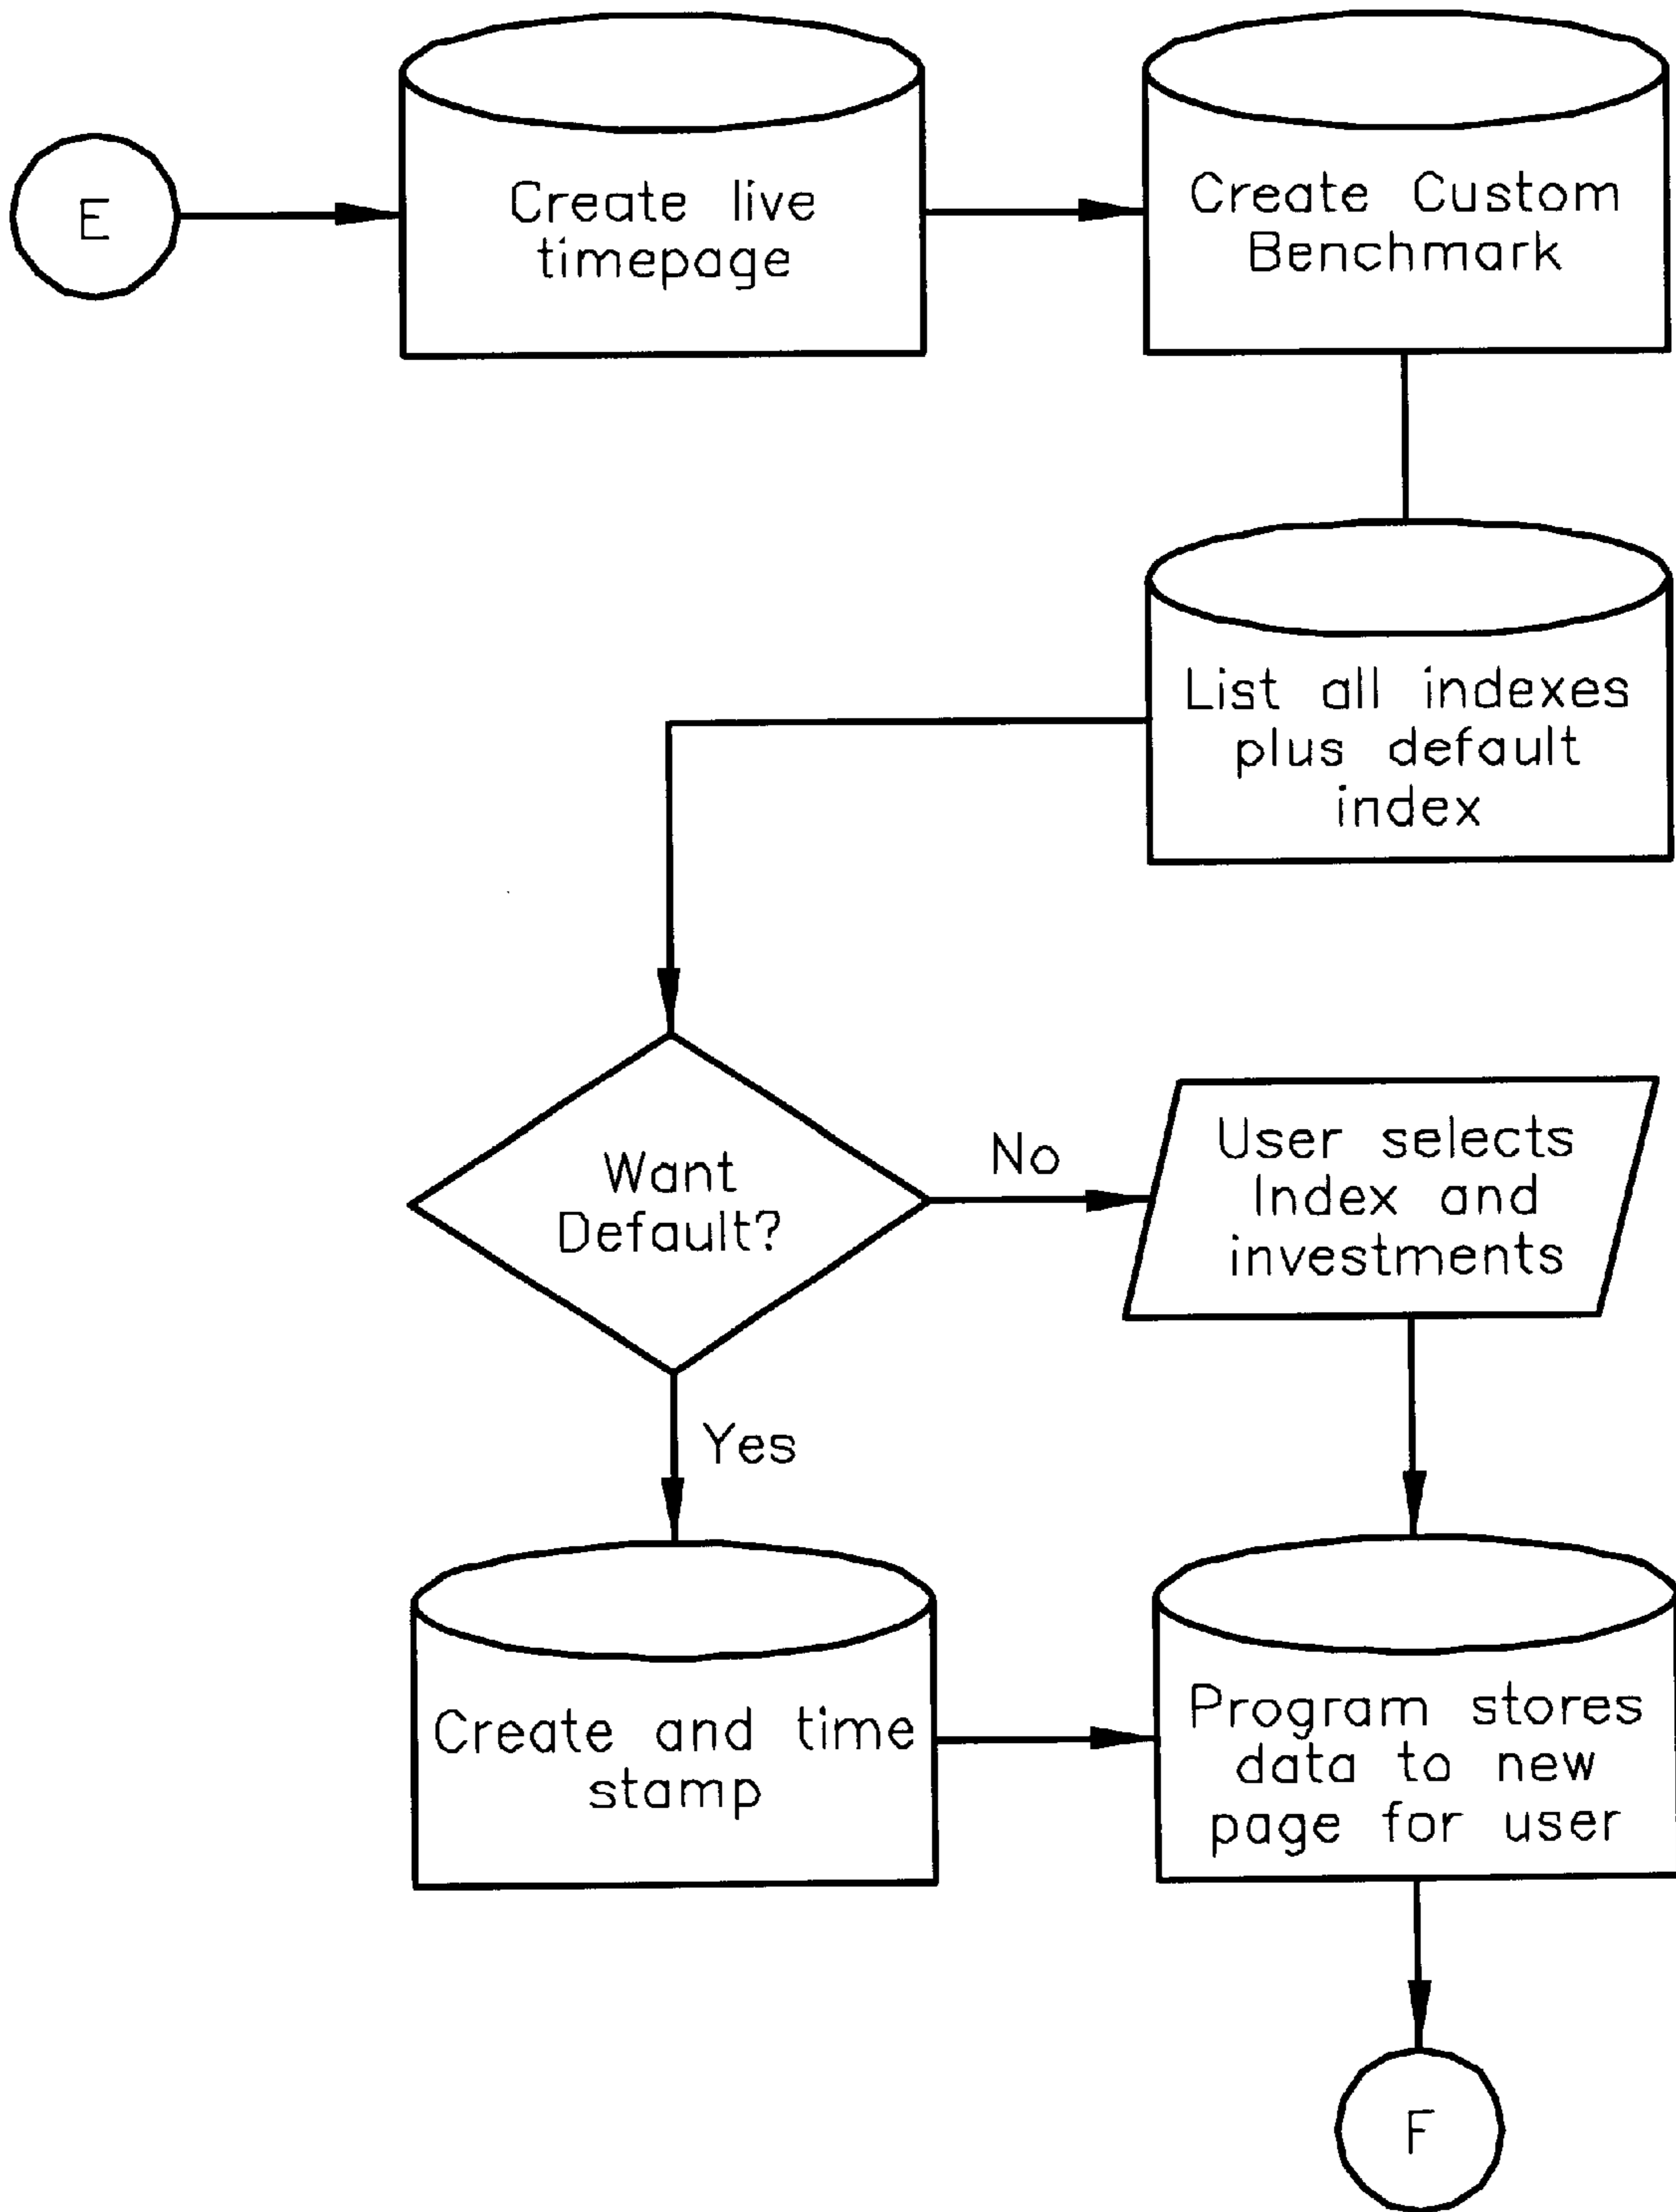 E
Create live
timepage
Create Custom
Benchmark
List all indexes
plus default
index
Want
Default?
No
User selects
Index and
investments
Yes
Create and time
stamp
Program stores
data to new
page for user
F